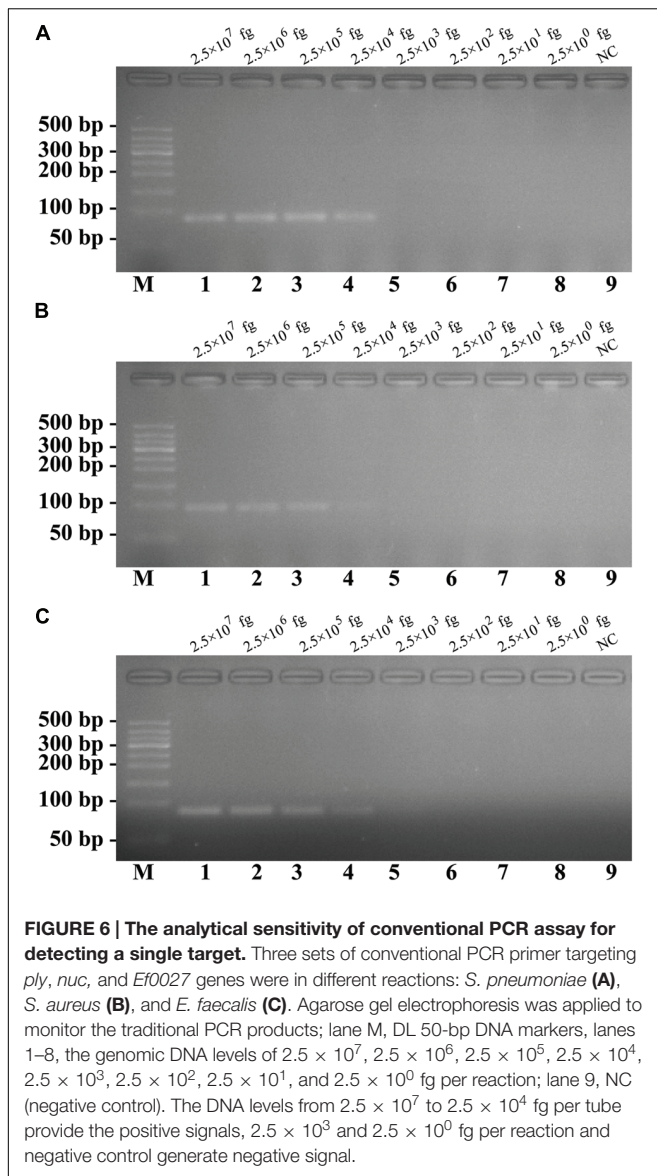 A
2.5×10⁷ fg 2.5×10⁶ fg 2.5×10⁵ fg 2.5×10⁴ fg 2.5×10³ fg 2.5×10² fg 2.5×10¹ fg 2.5×10⁰ fg NC
500 bp -
300 bp -
200 bp -
100 bp -
50 bp -
M 1 2 3 4 5 6 7 8 9
B
2.5×10⁷ fg 2.5×10⁶ fg 2.5×10⁵ fg 2.5×10⁴ fg 2.5×10³ fg 2.5×10² fg 2.5×10¹ fg 2.5×10⁰ fg NC
500 bp -
300 bp -
200 bp -
100 bp -
50 bp -
M 1 2 3 4 5 6 7 8 9
C
2.5×10⁷ fg 2.5×10⁶ fg 2.5×10⁵ fg 2.5×10⁴ fg 2.5×10³ fg 2.5×10² fg 2.5×10¹ fg 2.5×10⁰ fg NC
500 bp -
300 bp -
200 bp -
100 bp -
50 bp -
M 1 2 3 4 5 6 7 8 9
FIGURE 6 | The analytical sensitivity of conventional PCR assay for
detecting a single target. Three sets of conventional PCR primer targeting
ply, nuc, and Ef0027 genes were in different reactions: S. pneumoniae (A),
S. aureus (B), and E. faecalis (C). Agarose gel electrophoresis was applied to
monitor the traditional PCR products; lane M, DL 50-bp DNA markers, lanes
1–8, the genomic DNA levels of 2.5 × 10⁷, 2.5 × 10⁶, 2.5 × 10⁵, 2.5 × 10⁴,
2.5 × 10³, 2.5 × 10², 2.5 × 10¹, and 2.5 × 10⁰ fg per reaction; lane 9, NC
(negative control). The DNA levels from 2.5 × 10⁷ to 2.5 × 10⁴ fg per tube
provide the positive signals, 2.5 × 10³ and 2.5 × 10⁰ fg per reaction and
negative control generate negative signal.